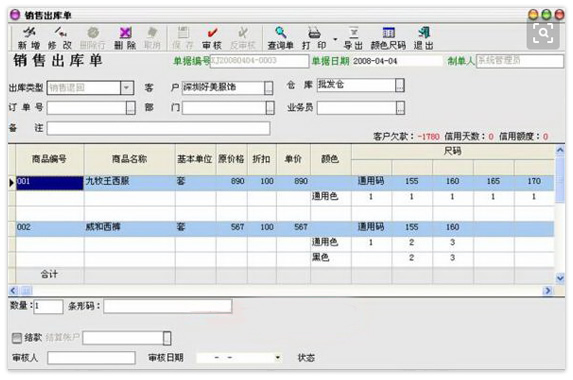 销售出库单
新增 修改 删除行 删除 取消 保存 审核 反审核 查询单 打印 导出 颜色尺码 退出
销售出库单 单据编号 XJ20080404-0003 单据日期 2008-04-04 制单人 系统管理员
出库类型 销售退回 客户 深圳好美服饰 仓库 批发仓
订单号 部门 业务员
备注
客户欠款: -1780 信用天数: 0 信用额度: 0
商品编号 商品名称 基本单位 原价格 折扣 单价 颜色 尺码
001 九牧王西服 套 890 100 890 通用码 155 160 165 170
通用色 1 1 1 1 1
002 威和西裤 套 567 100 567 通用码 155 160
通用色 1 2 3
黑色 2 3
合计
数量: 1 条形码:
结款 结算帐户
审核人 审核日期 - - 状态